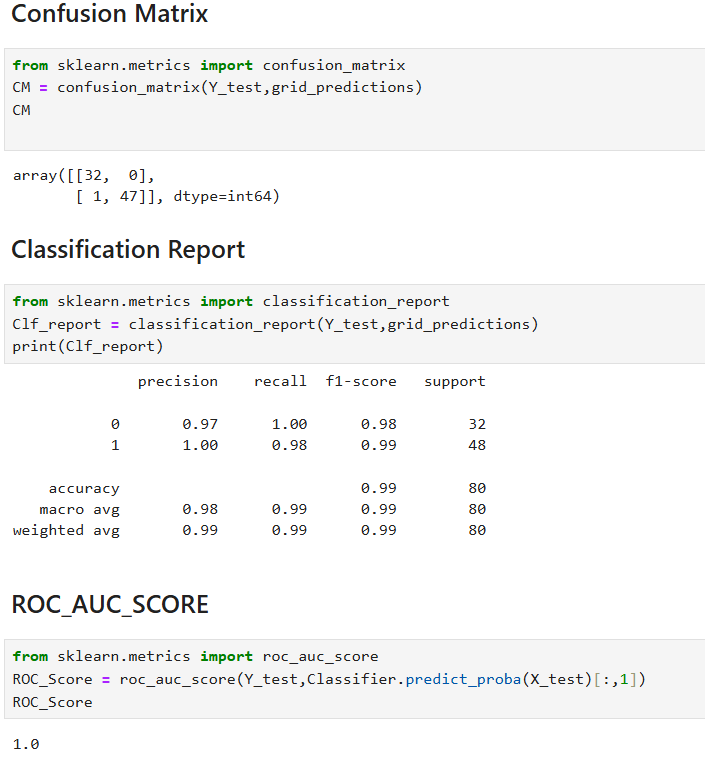 Confusion Matrix
from sklearn.metrics import confusion_matrix
CM = confusion_matrix(Y_test,grid_predictions)
CM
array([[32,  0],
       [ 1, 47]], dtype=int64)
Classification Report
from sklearn.metrics import classification_report
Clf_report = classification_report(Y_test,grid_predictions)
print(Clf_report)
              precision    recall  f1-score   support
           0       0.97      1.00      0.98        32
           1       1.00      0.98      0.99        48
    accuracy                           0.99        80
   macro avg       0.98      0.99      0.99        80
weighted avg       0.99      0.99      0.99        80
ROC_AUC_SCORE
from sklearn.metrics import roc_auc_score
ROC_Score = roc_auc_score(Y_test,Classifier.predict_proba(X_test)[:,1])
ROC_Score
1.0